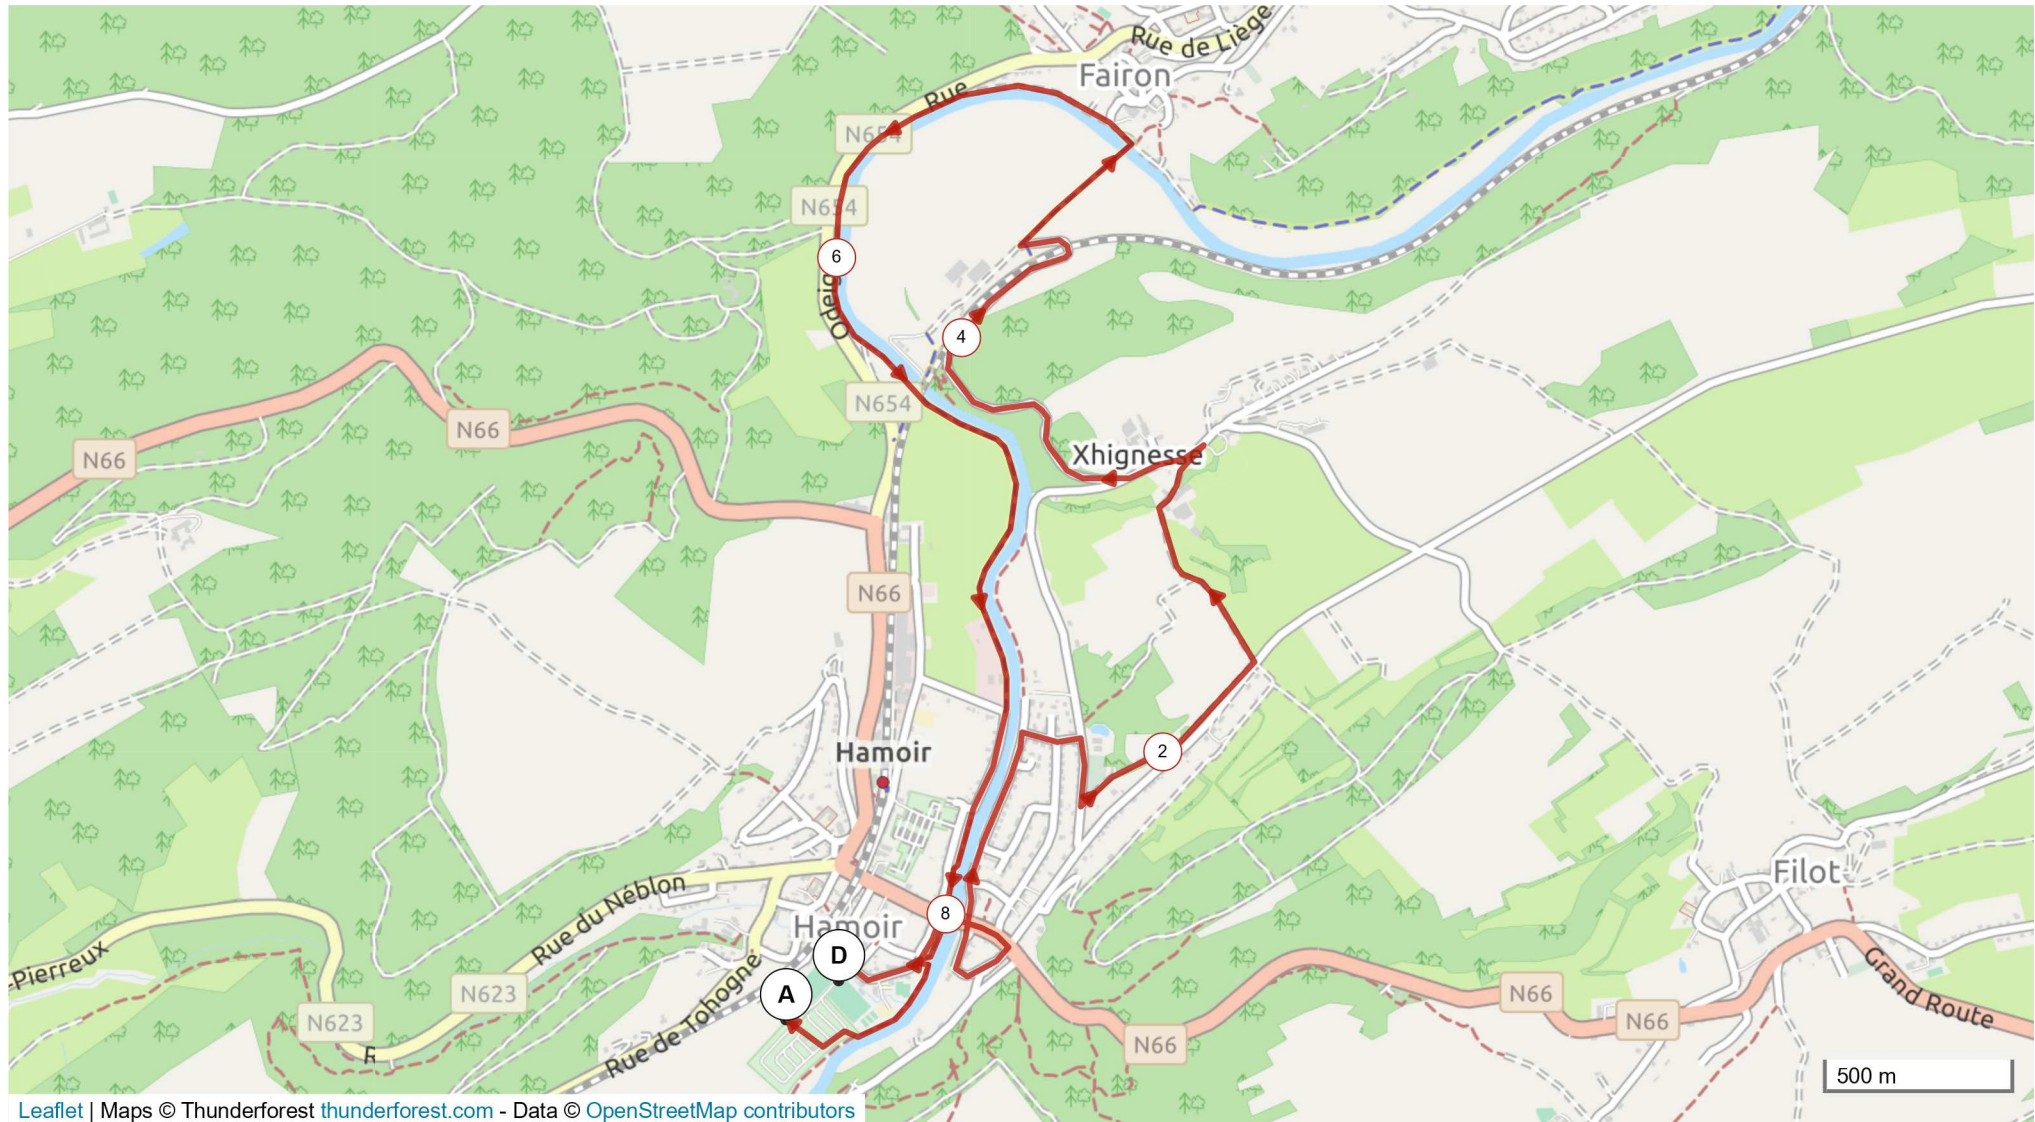 Rue de Liège
Fairon
Rue
N654
N654
6
Odeig
4
N654
N66
N66
Xhignesse
N66
2
Hamoir
Filot
Rue du Néblon
8
Hamoir
D
-Pierreux
A
N623
N66
Grand Route
N623
Rue de Tohogne
N66
N66
R
500 m
Leaflet | Maps © Thunderforest thunderforest.com - Data © OpenStreetMap contributors